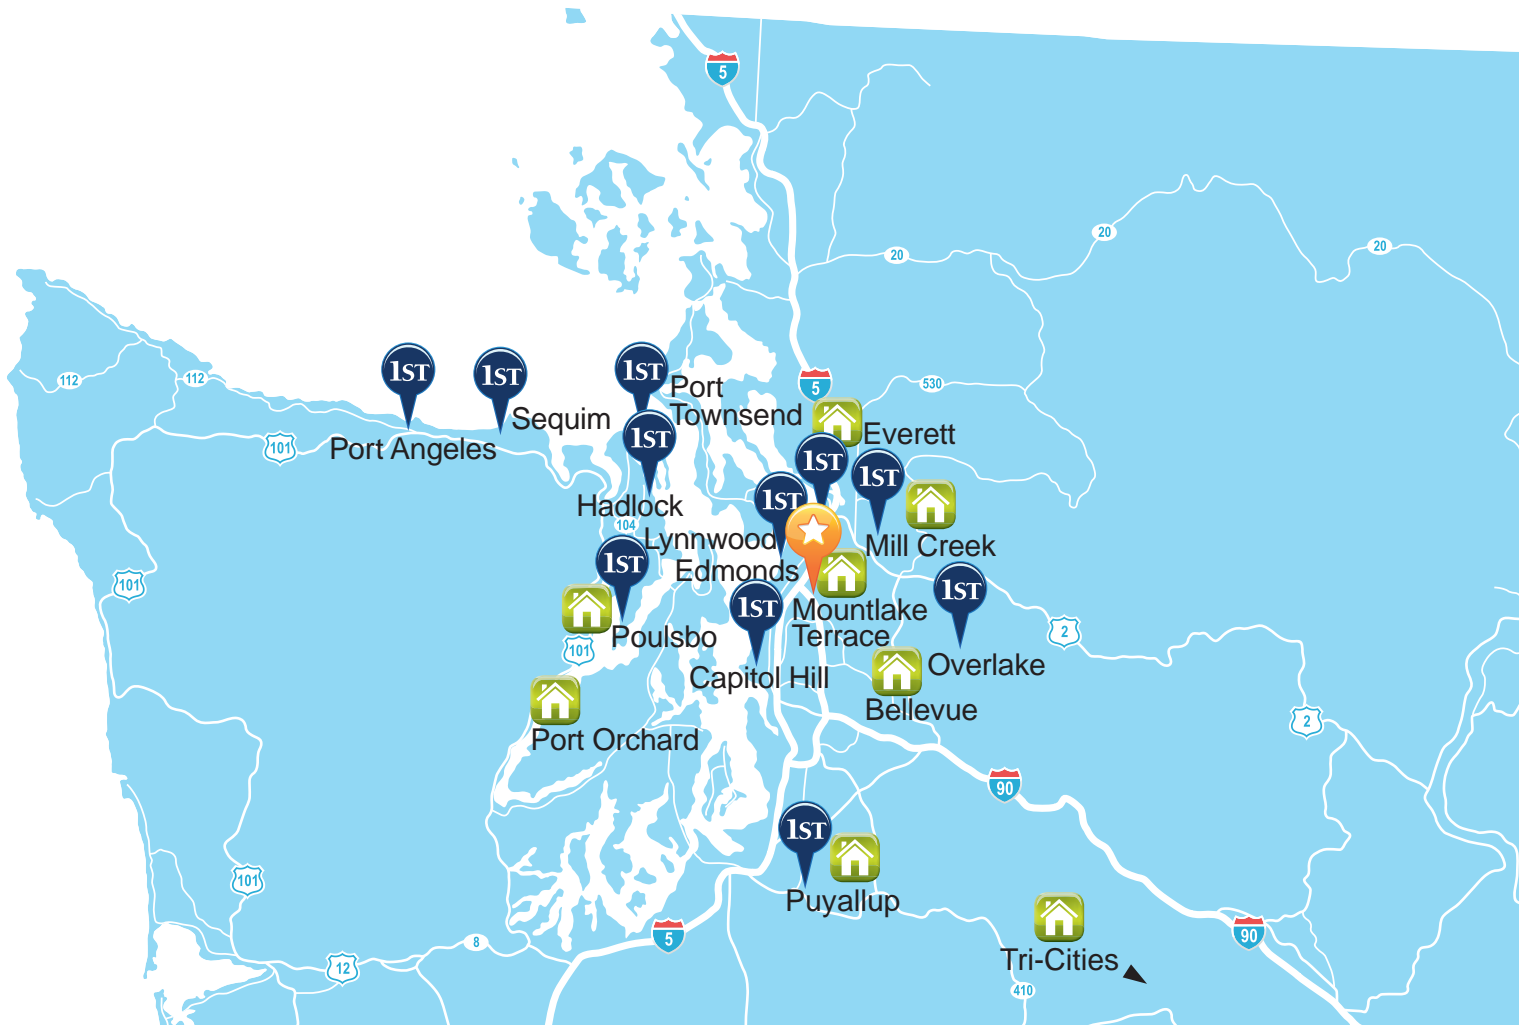 5
20
20
20
112
112
1ST
1ST
1ST
5
530
Port
Townsend
Sequim
Everett
101
Port Angeles
1ST
1ST
1ST
1ST
Hadlock
104
Lynnwood
Mill Creek
Edmonds
1ST
101
1ST
1ST
Mountlake
Terrace
2
Poulsbo
101
Capitol Hill
Overlake
Bellevue
2
Port Orchard
90
1ST
101
Puyallup
5
90
8
12
Tri-Cities
410